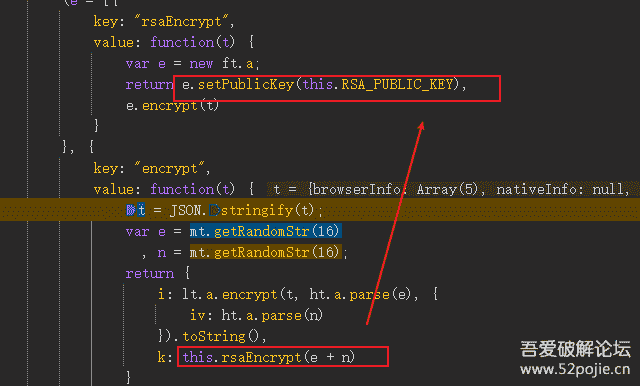 (e = [{
key: "rsaEncrypt",
value: function(t) {
var e = new ft.a;
return e.setPublicKey(this.RSA_PUBLIC_KEY),
e.encrypt(t)
}
}, {
key: "encrypt",
value: function(t) { t = {browserInfo: Array(5), nativeInfo: null,
t = JSON.stringify(t);
var e = mt.getRandomStr(16)
, n = mt.getRandomStr(16);
return {
i: lt.a.encrypt(t, ht.a.parse(e), {
iv: ht.a.parse(n)
}).toString(),
k: this.rsaEncrypt(e + n)
}
吾爱破解论坛
www.52pojie.cn